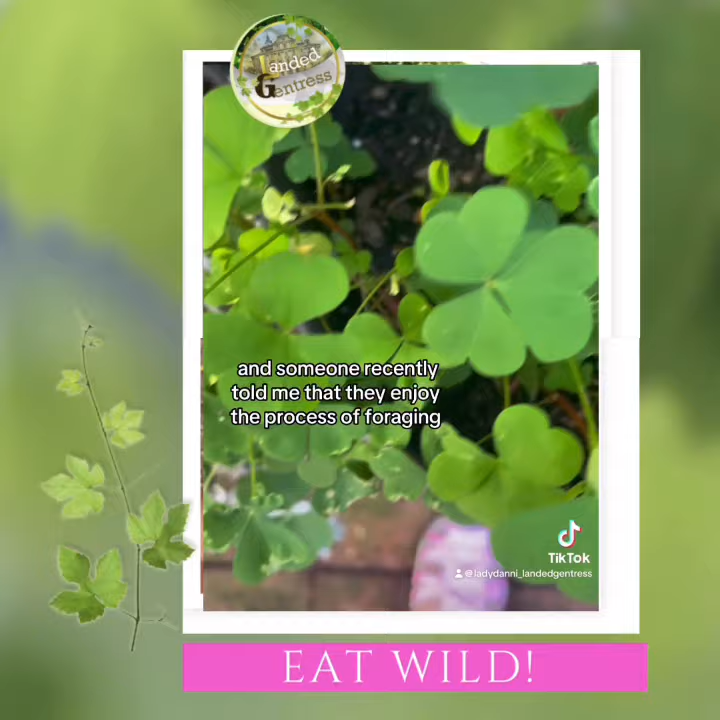 Landed
Gentress
and someone recently
told me that they enjoy
the process of foraging
TikTok
@ladydanni_landedgentress
EAT WILD!